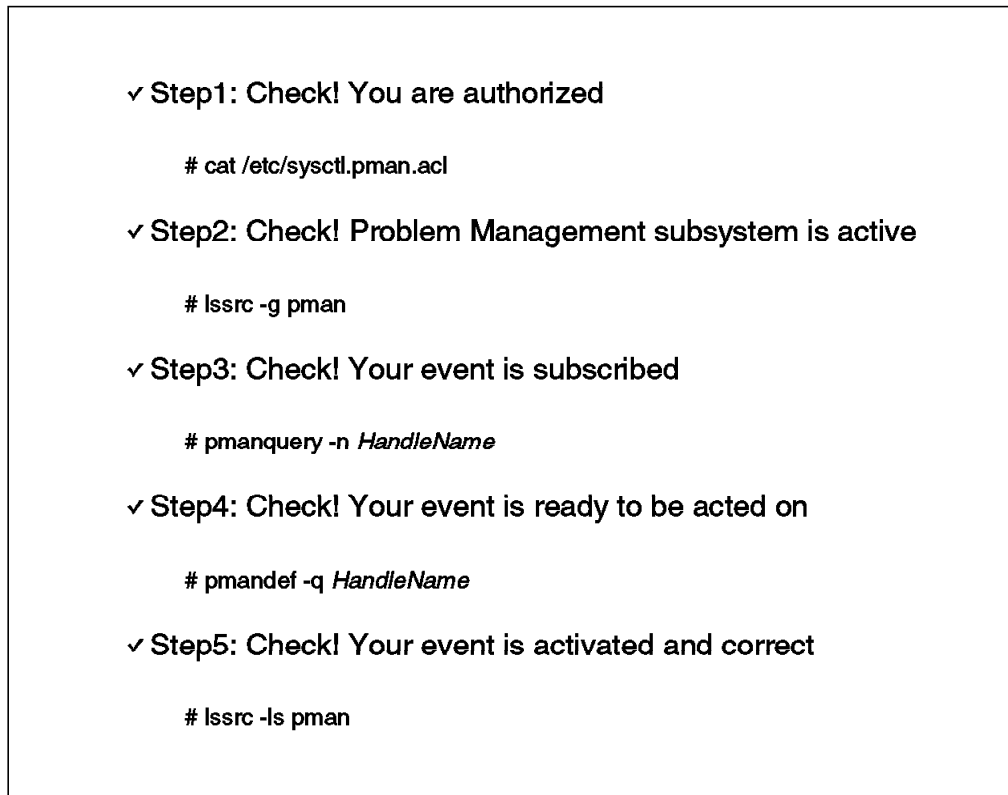 ✓ Step1: Check! You are authorized
# cat /etc/sysctl.pman.acl
✓ Step2: Check! Problem Management subsystem is active
# lssrc -g pman
✓ Step3: Check! Your event is subscribed
# pmanquery -n HandleName
✓ Step4: Check! Your event is ready to be acted on
# pmandef -q HandleName
✓ Step5: Check! Your event is activated and correct
# lssrc -ls pman